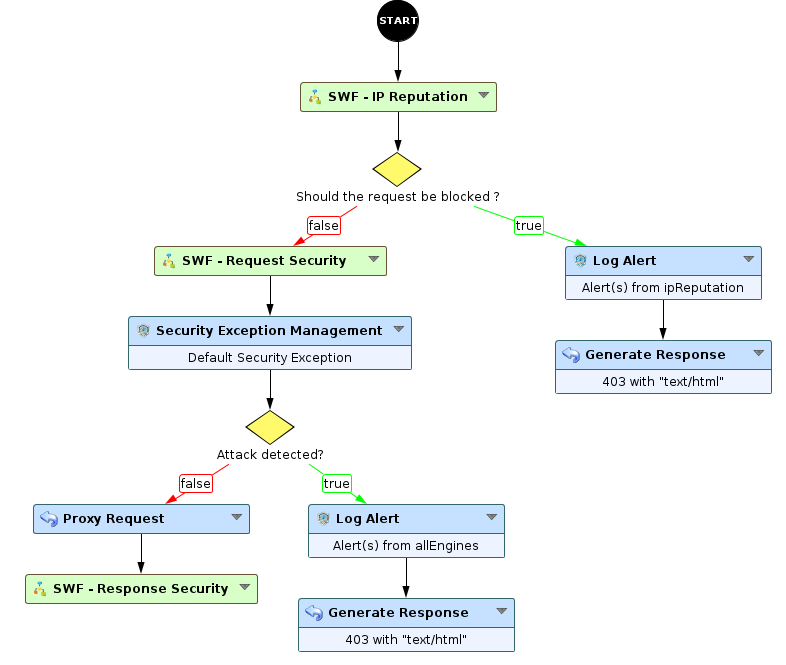 START
SWF - IP Reputation
Should the request be blocked ?
false
true
SWF - Request Security
Log Alert
Alert(s) from ipReputation
Security Exception Management
Default Security Exception
Generate Response
403 with "text/html"
Attack detected?
false
true
Proxy Request
Log Alert
Alert(s) from allEngines
SWF - Response Security
Generate Response
403 with "text/html"